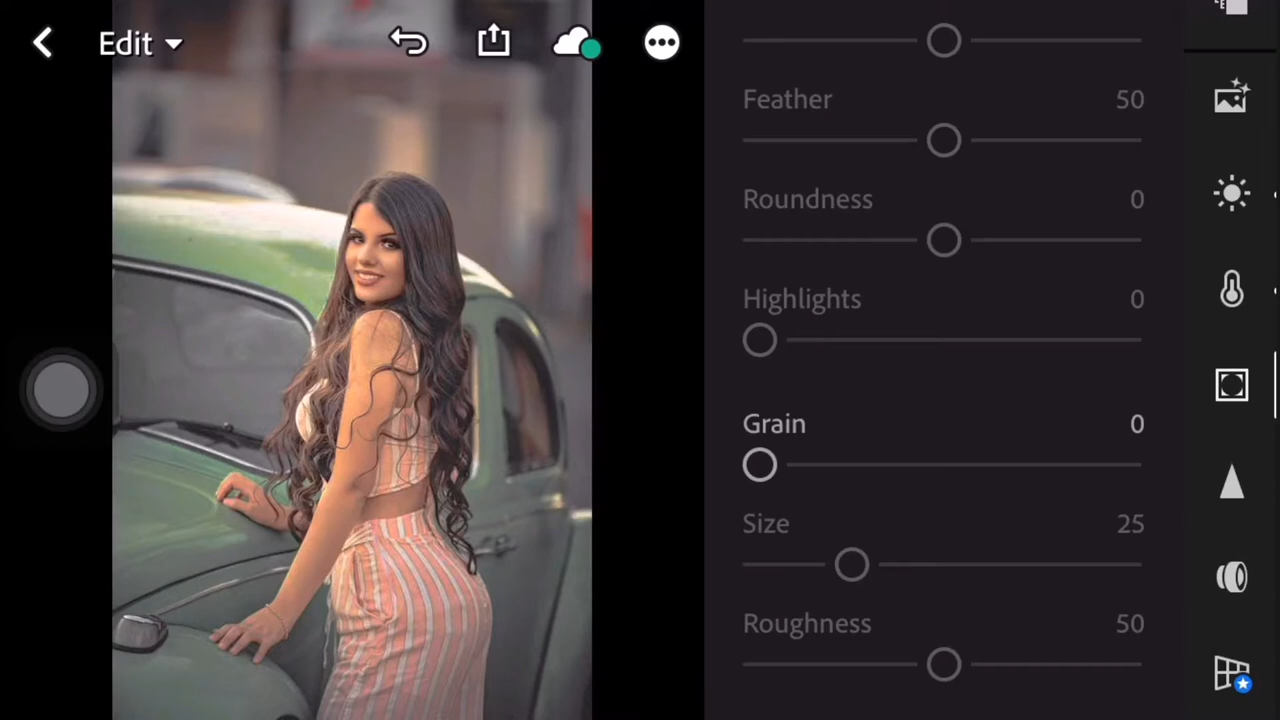 Edit
Feather 50
Roundness 0
Highlights 0
Grain 0
Size 25
Roughness 50